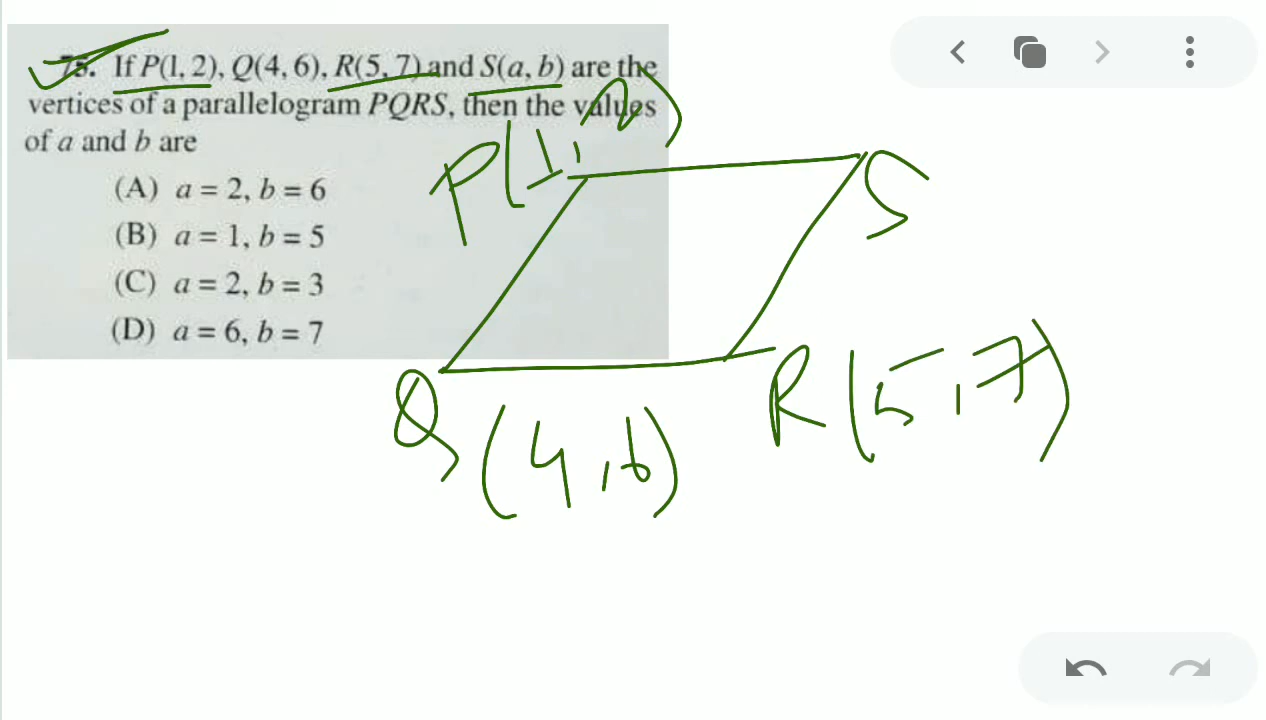 75. If P(1, 2), Q(4, 6), R(5, 7) and S(a, b) are the
vertices of a parallelogram PQRS, then the values
of a and b are
(A) a = 2, b = 6
(B) a = 1, b = 5
(C) a = 2, b = 3
(D) a = 6, b = 7
P(1, 2)
S
Q (4, 6)
R(5, 7)